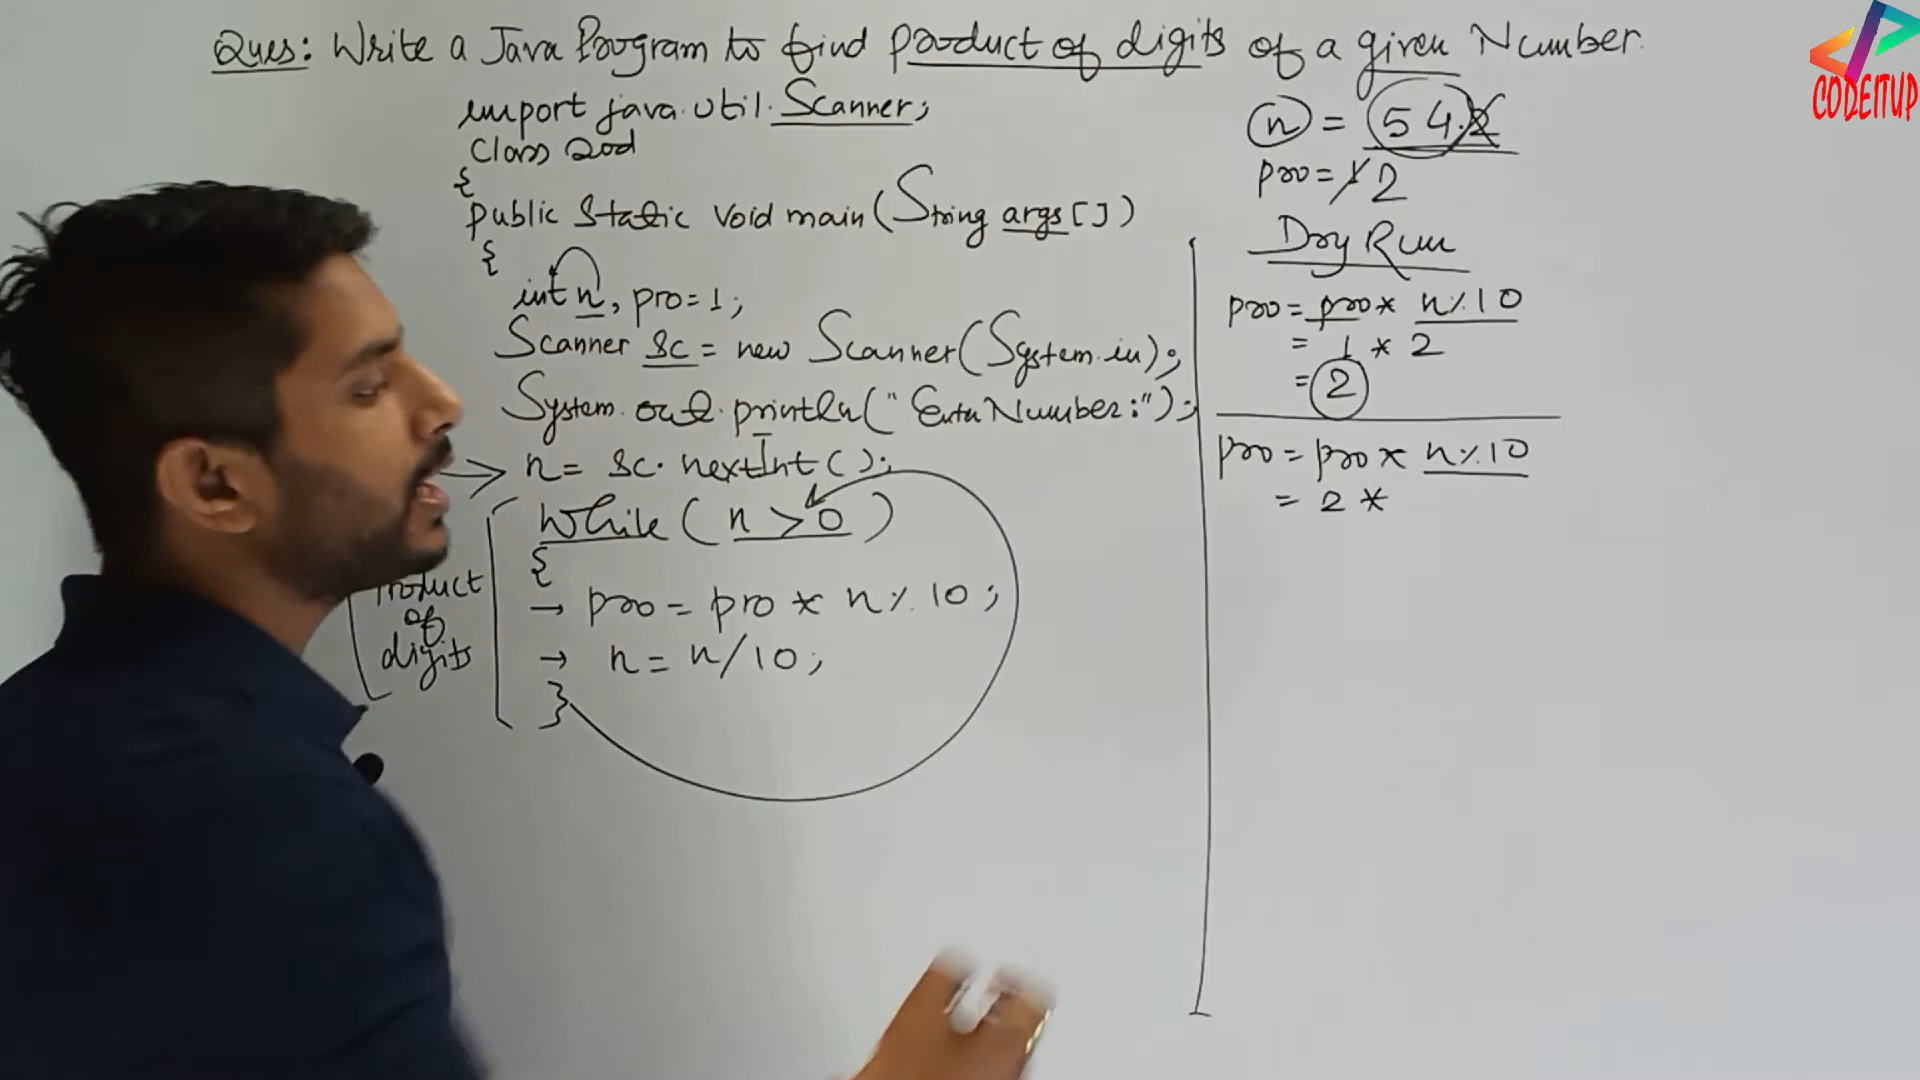 Ques: Write a Java Program to find product of digits of a given Number.
import java.util.Scanner;
Class
{
public Static Void main(String args[])
{
int n, pro=1;
Scanner sc = new Scanner(System.in);
System.out.println("Enter Number:");
n= sc.nextInt();
While (n>0)
{
→ pro = pro * n%10;
→ n=n/10;
}
Product
of
digits
n = 542
pro = 1 2
Dry Run
pro = pro * n%10
= 1 * 2
= 2
pro = pro * n%10
= 2 *
CODEITUP